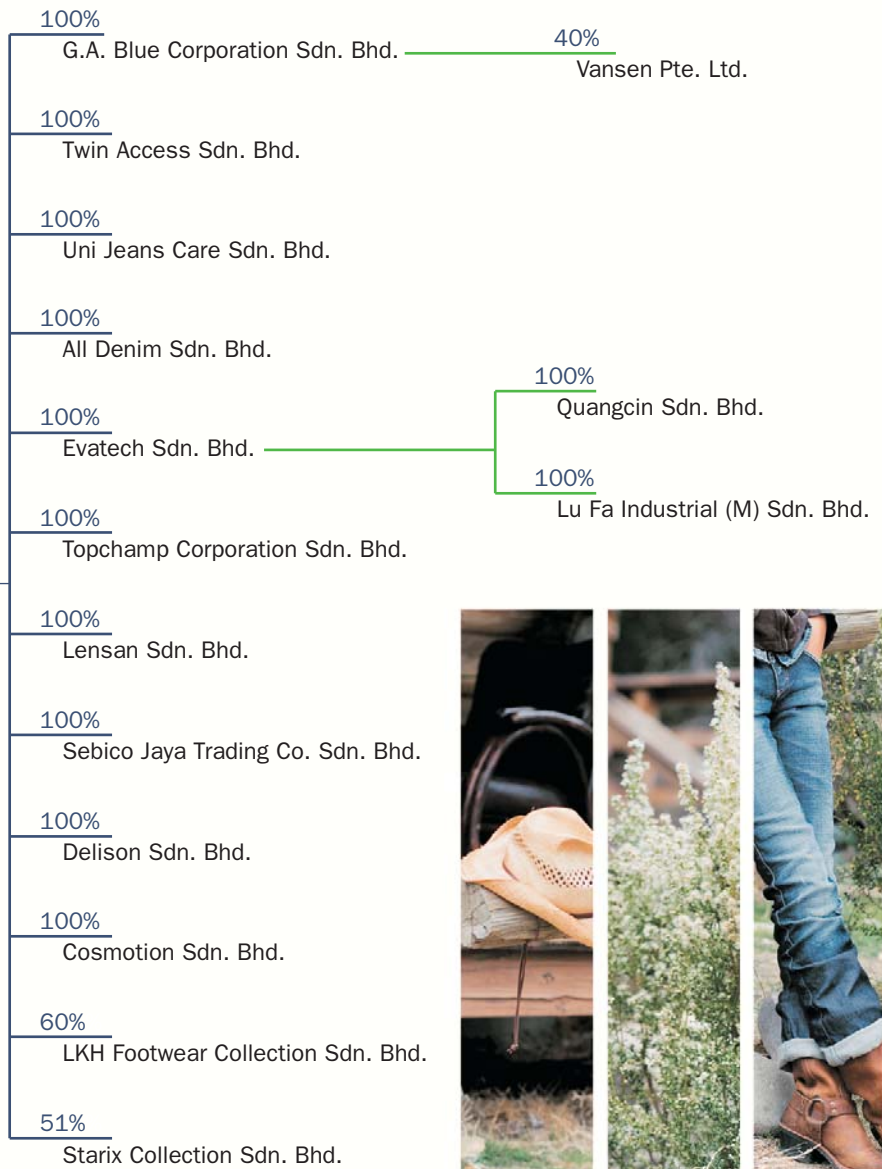 100%
G.A. Blue Corporation Sdn. Bhd.
40%
Vansen Pte. Ltd.
100%
Twin Access Sdn. Bhd.
100%
Uni Jeans Care Sdn. Bhd.
100%
All Denim Sdn. Bhd.
100%
Evatech Sdn. Bhd.
100%
Quangcin Sdn. Bhd.
100%
Lu Fa Industrial (M) Sdn. Bhd.
100%
Topchamp Corporation Sdn. Bhd.
100%
Lensan Sdn. Bhd.
100%
Sebico Jaya Trading Co. Sdn. Bhd.
100%
Delison Sdn. Bhd.
100%
Cosmotion Sdn. Bhd.
60%
LKH Footwear Collection Sdn. Bhd.
51%
Starix Collection Sdn. Bhd.